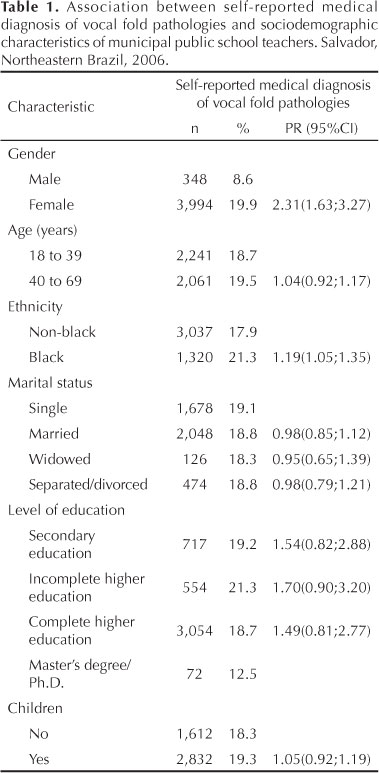 Table 1. Association between self-reported medical
diagnosis of vocal fold pathologies and sociodemographic
characteristics of municipal public school teachers. Salvador,
Northeastern Brazil, 2006.
Characteristic
Self-reported medical diagnosis
of vocal fold pathologies
n % PR (95%CI)
Gender
Male 348 8.6
Female 3,994 19.9 2.31(1.63;3.27)
Age (years)
18 to 39 2,241 18.7
40 to 69 2,061 19.5 1.04(0.92;1.17)
Ethnicity
Non-black 3,037 17.9
Black 1,320 21.3 1.19(1.05;1.35)
Marital status
Single 1,678 19.1
Married 2,048 18.8 0.98(0.85;1.12)
Widowed 126 18.3 0.95(0.65;1.39)
Separated/divorced 474 18.8 0.98(0.79;1.21)
Level of education
Secondary
education 717 19.2 1.54(0.82;2.88)
Incomplete higher
education 554 21.3 1.70(0.90;3.20)
Complete higher
education 3,054 18.7 1.49(0.81;2.77)
Master's degree/
Ph.D. 72 12.5
Children
No 1,612 18.3
Yes 2,832 19.3 1.05(0.92;1.19)